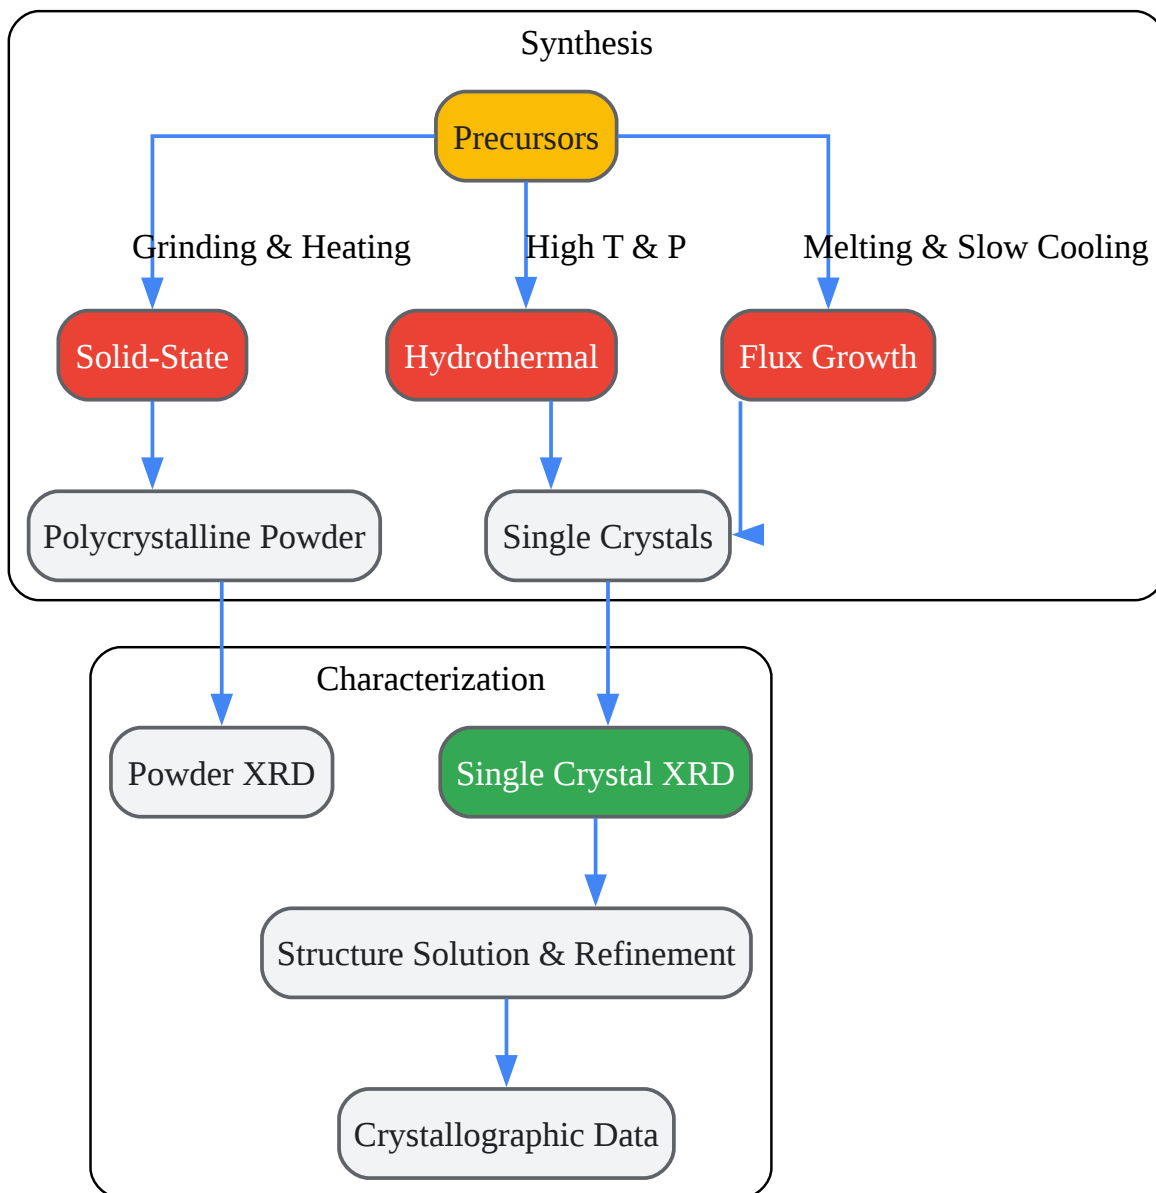 Synthesis
Precursors
Grinding & Heating
High T & P
Melting & Slow Cooling
Solid-State
Hydrothermal
Flux Growth
Polycrystalline Powder
Single Crystals
Characterization
Powder XRD
Single Crystal XRD
Structure Solution & Refinement
Crystallographic Data